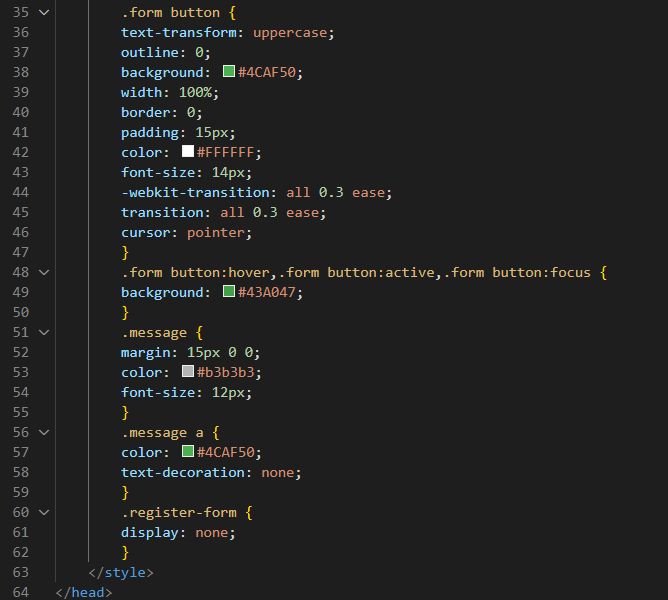 35 .form button {
36 text-transform: uppercase;
37 outline: 0;
38 background: #4CAF50;
39 width: 100%;
40 border: 0;
41 padding: 15px;
42 color: #FFFFFF;
43 font-size: 14px;
44 -webkit-transition: all 0.3 ease;
45 transition: all 0.3 ease;
46 cursor: pointer;
47 }
48 .form button:hover,.form button:active,.form button:focus {
49 background: #43A047;
50 }
51 .message {
52 margin: 15px 0 0;
53 color: #b3b3b3;
54 font-size: 12px;
55 }
56 .message a {
57 color: #4CAF50;
58 text-decoration: none;
59 }
60 .register-form {
61 display: none;
62 }
63 </style>
64 </head>